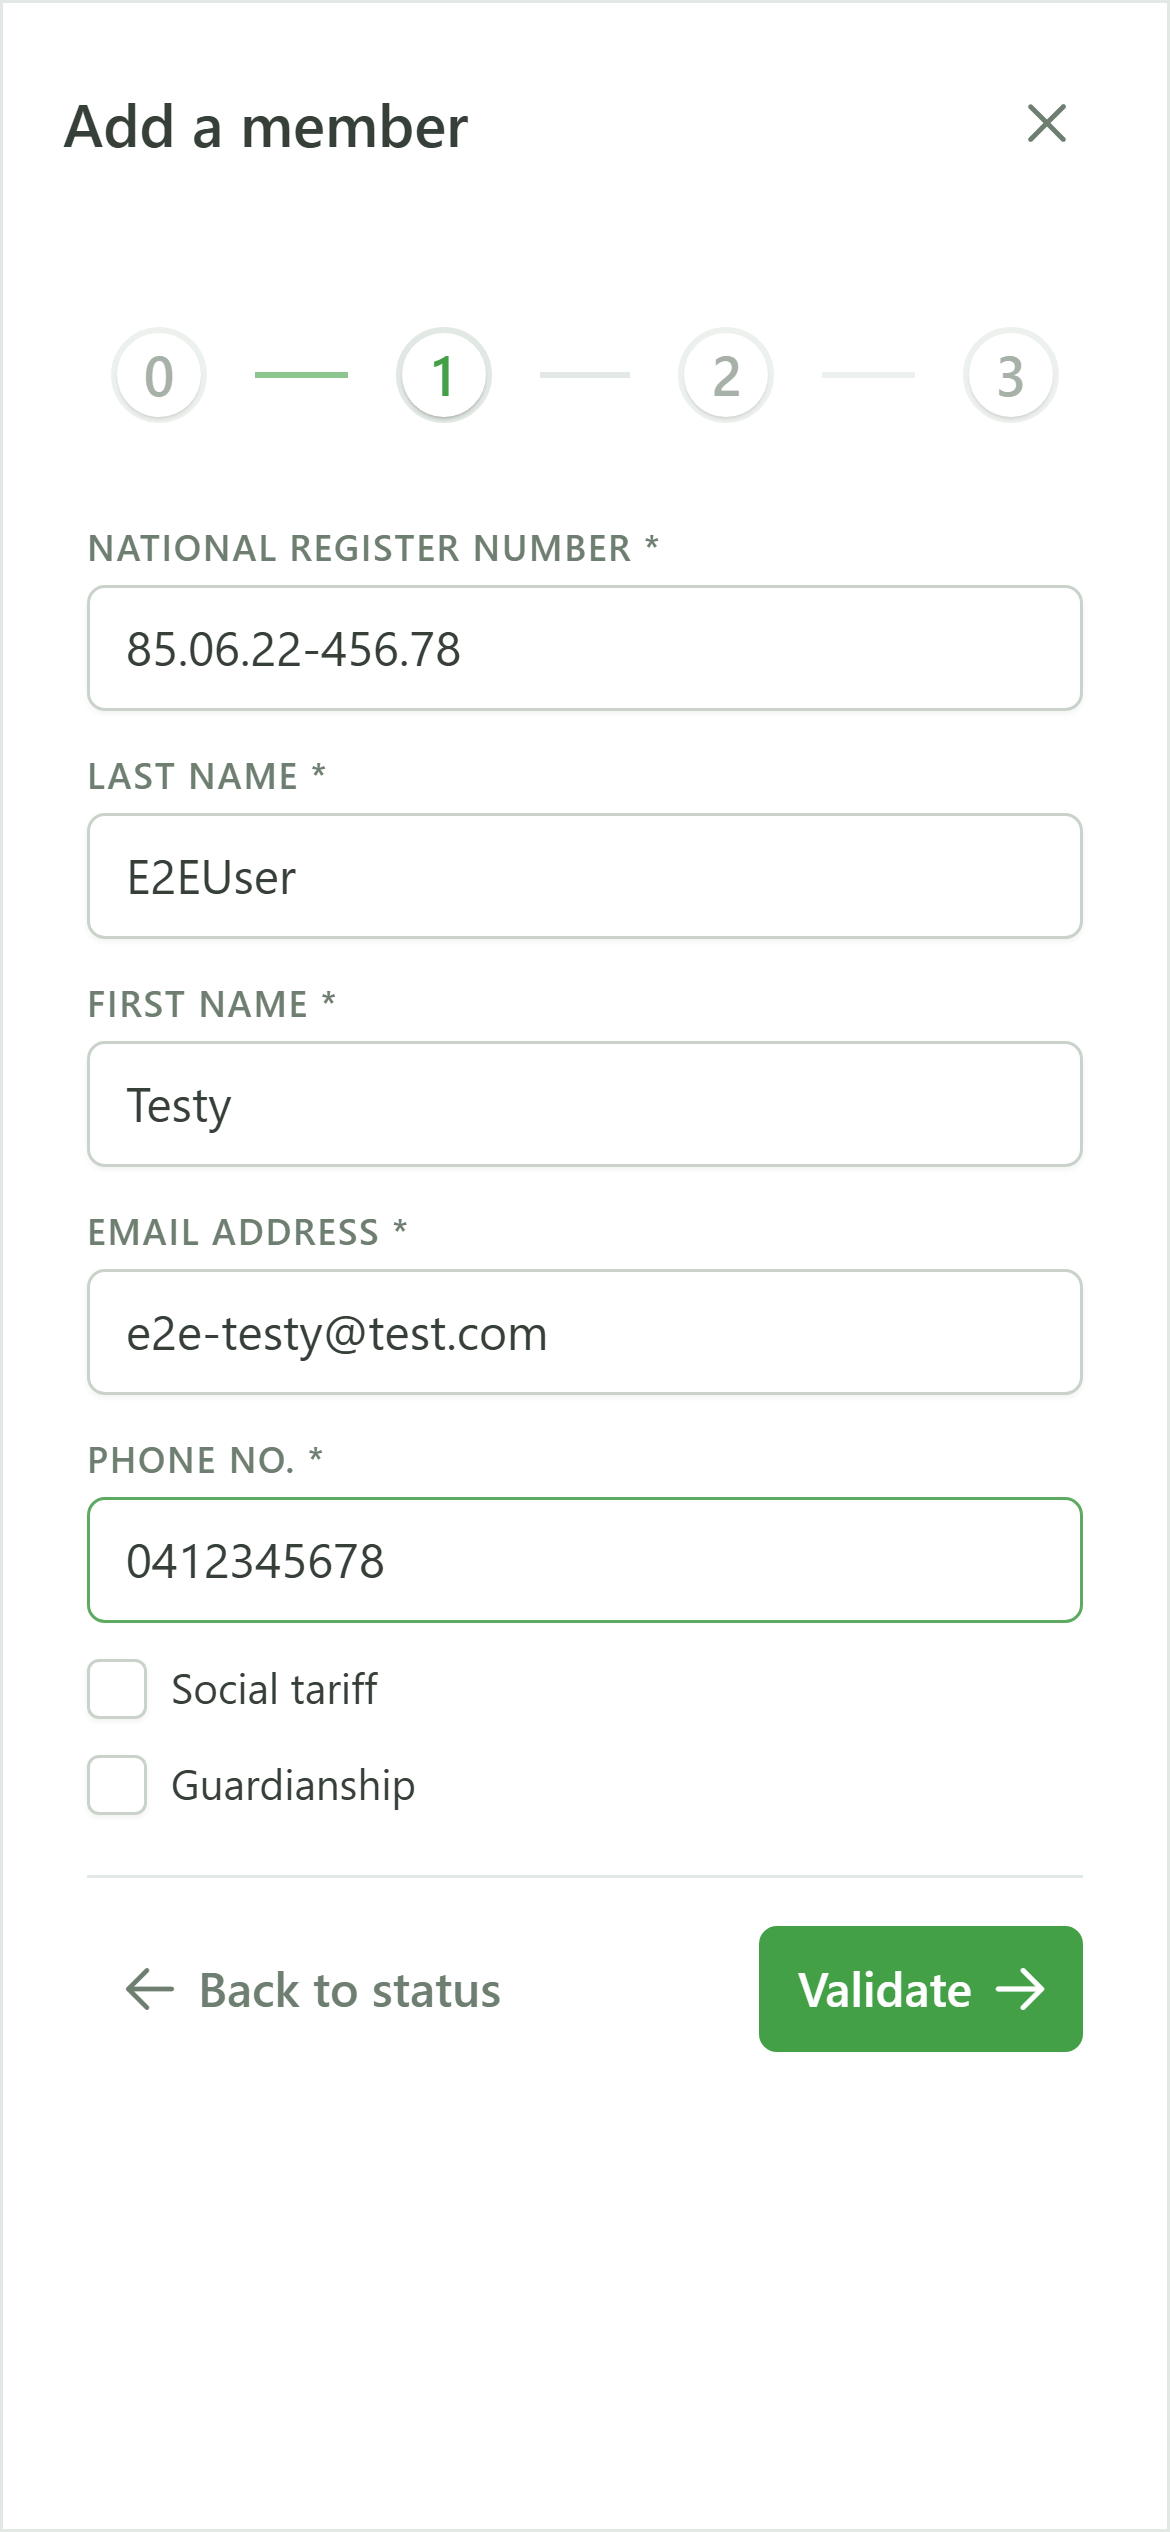 Add a member
0 1 2 3
NATIONAL REGISTER NUMBER *
85.06.22-456.78
LAST NAME *
E2EUser
FIRST NAME *
Testy
EMAIL ADDRESS *
e2e-testy@test.com
PHONE NO. *
0412345678
Social tariff
Guardianship
Back to status
Validate